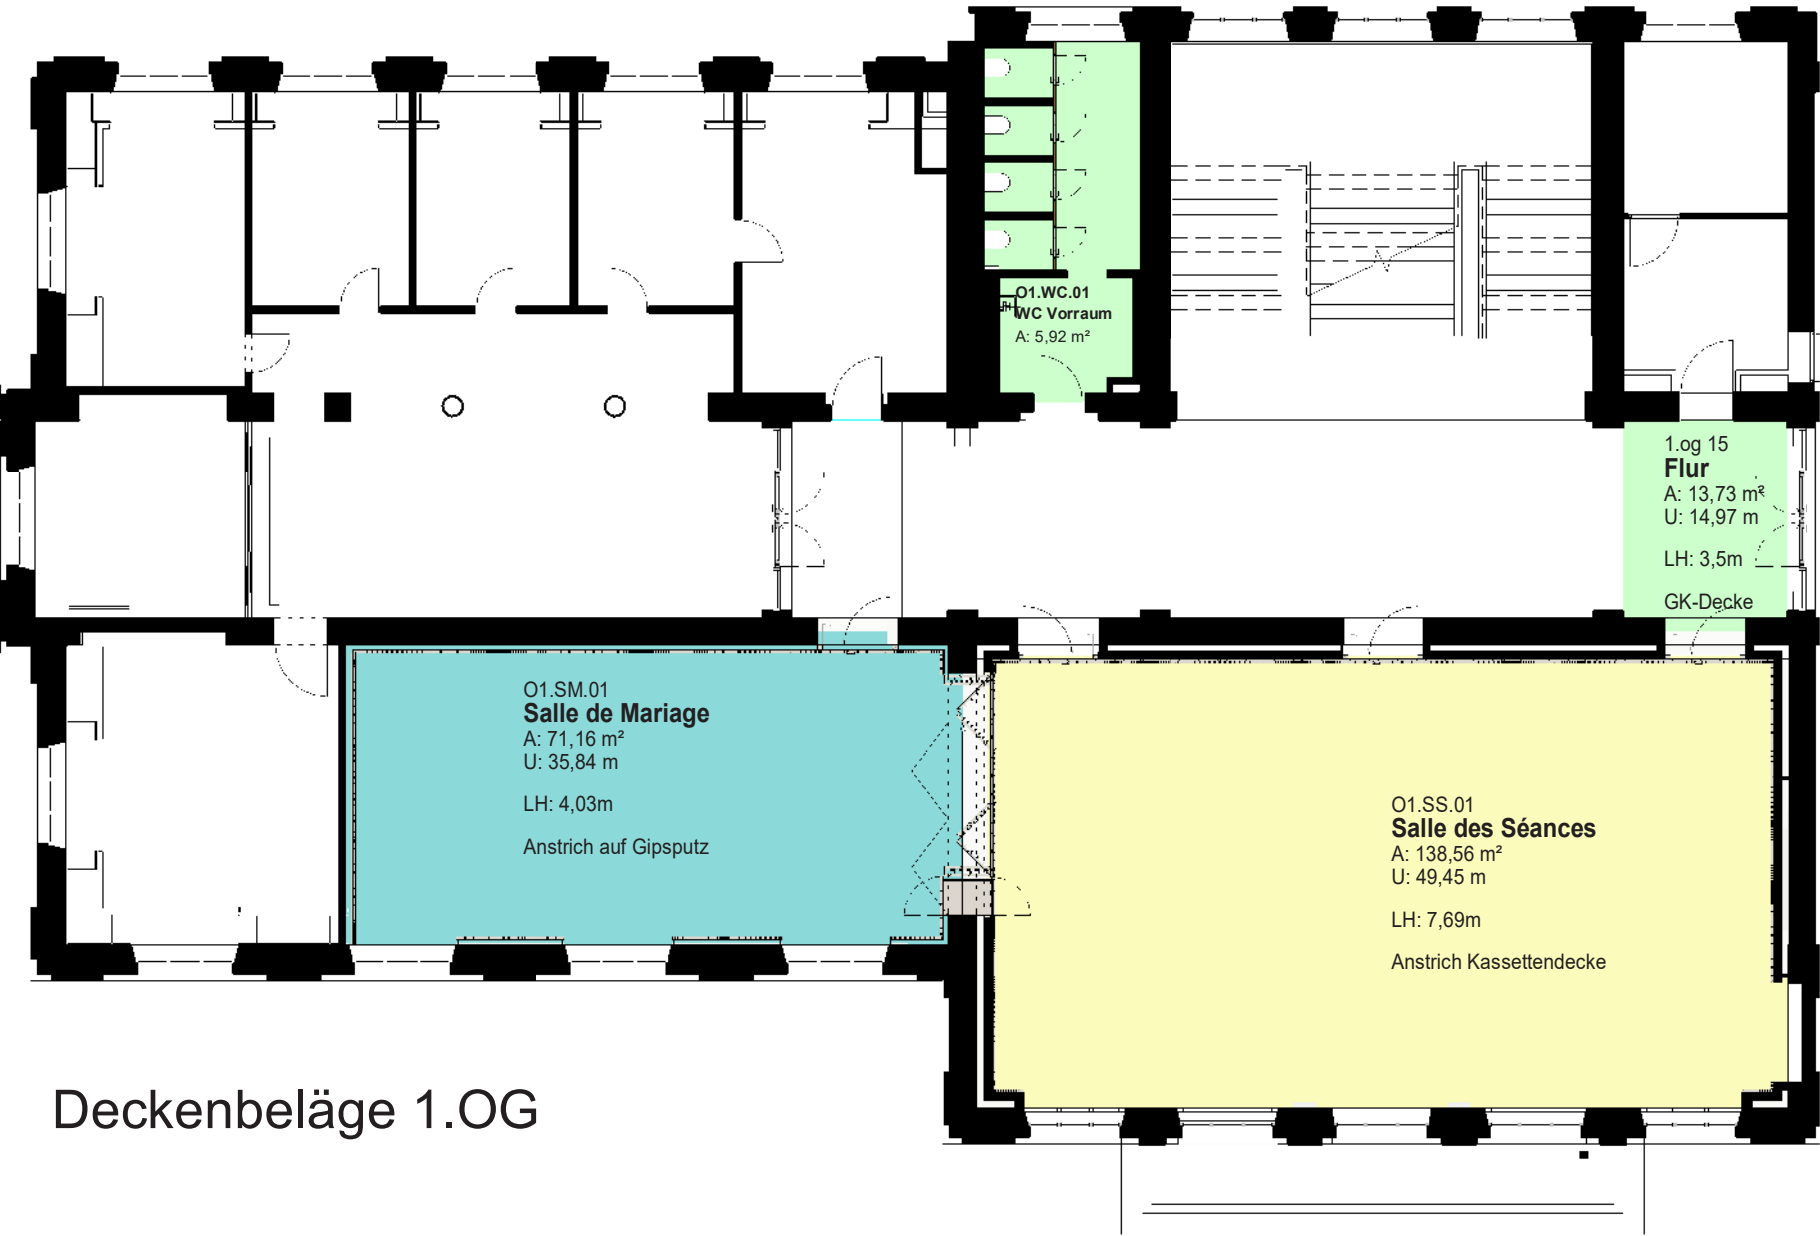 O1.WC.01
WC Vorraum
A: 5,92 m²
1.og 15
Flur
A: 13,73 m²
U: 14,97 m
LH: 3,5m
GK-Decke
O1.SM.01
Salle de Mariage
A: 71,16 m²
U: 35,84 m
LH: 4,03m
Anstrich auf Gipsputz
O1.SS.01
Salle des Séances
A: 138,56 m²
U: 49,45 m
LH: 7,69m
Anstrich Kassettendecke
Deckenbeläge 1.OG